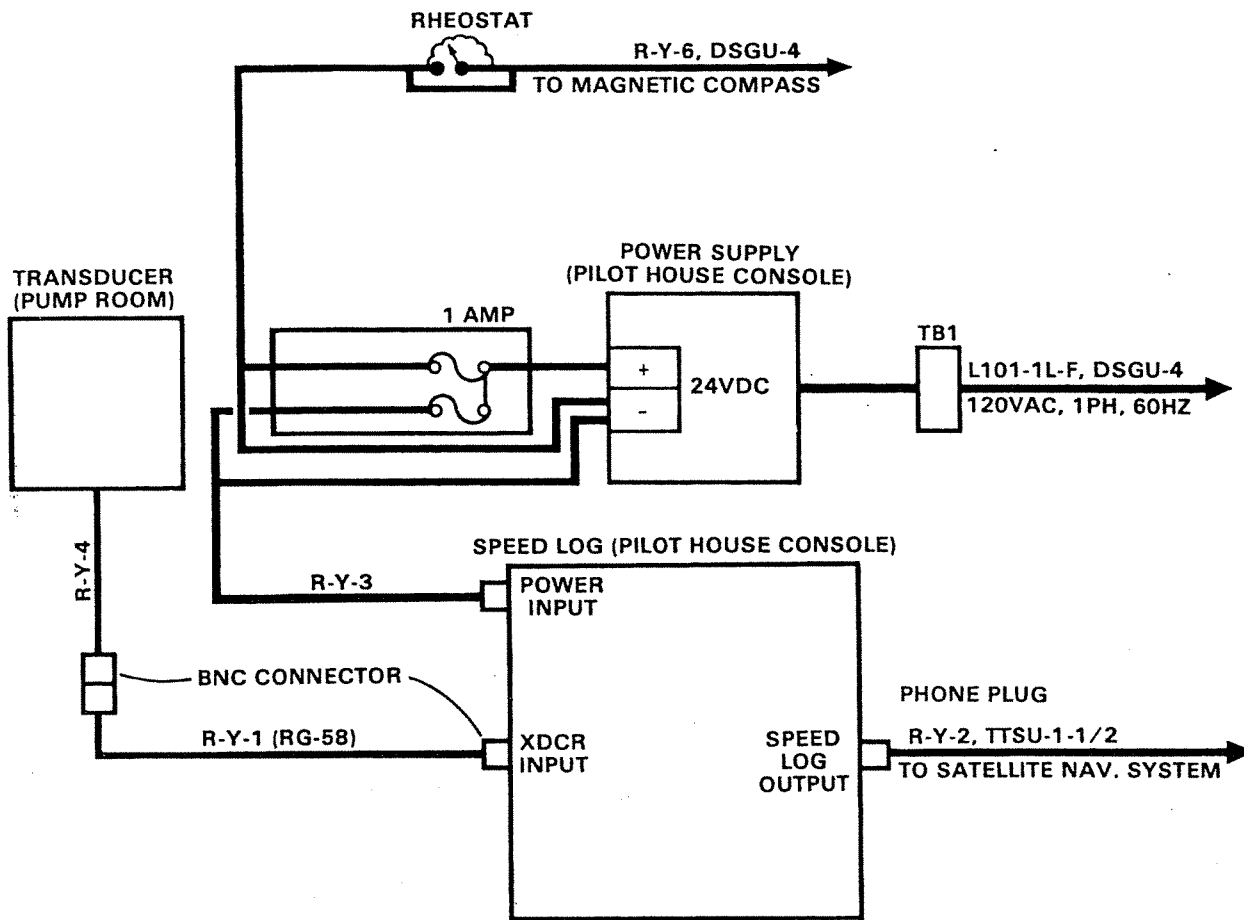 RHEOSTAT
R-Y-6, DSGU-4
TO MAGNETIC COMPASS
POWER SUPPLY
(PILOT HOUSE CONSOLE)
TRANSDUCER
(PUMP ROOM)
1 AMP
TB1
+
24VDC
-
L101-1L-F, DSGU-4
120VAC, 1PH, 60HZ
SPEED LOG (PILOT HOUSE CONSOLE)
R-Y-4
R-Y-3
POWER
INPUT
BNC CONNECTOR
PHONE PLUG
R-Y-1 (RG-58)
XDCR
INPUT
SPEED
LOG
OUTPUT
R-Y-2, TTSU-1-1/2
TO SATELLITE NAV. SYSTEM